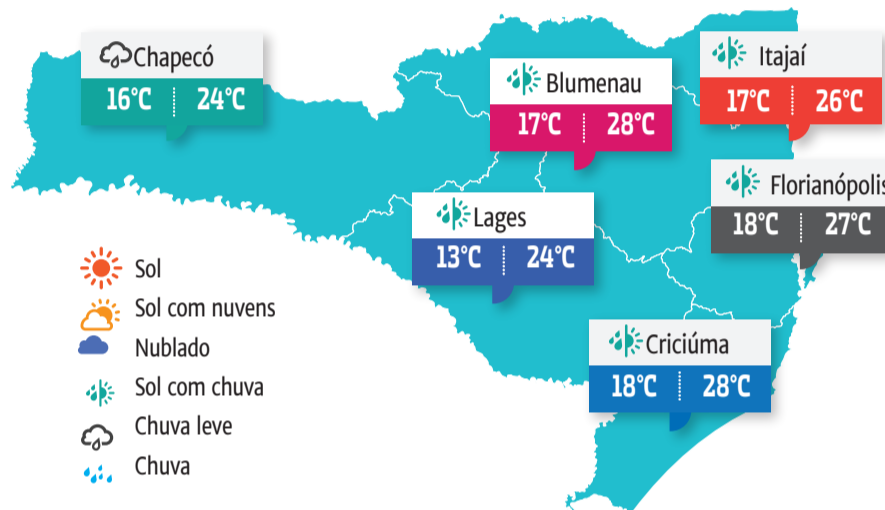 Chapecó
16°C 24°C
Blumenau
17°C 28°C
Itajaí
17°C 26°C
Florianópolis
18°C 27°C
Lages
13°C 24°C
Criciúma
18°C 28°C
Sol
Sol com nuvens
Nublado
Sol com chuva
Chuva leve
Chuva